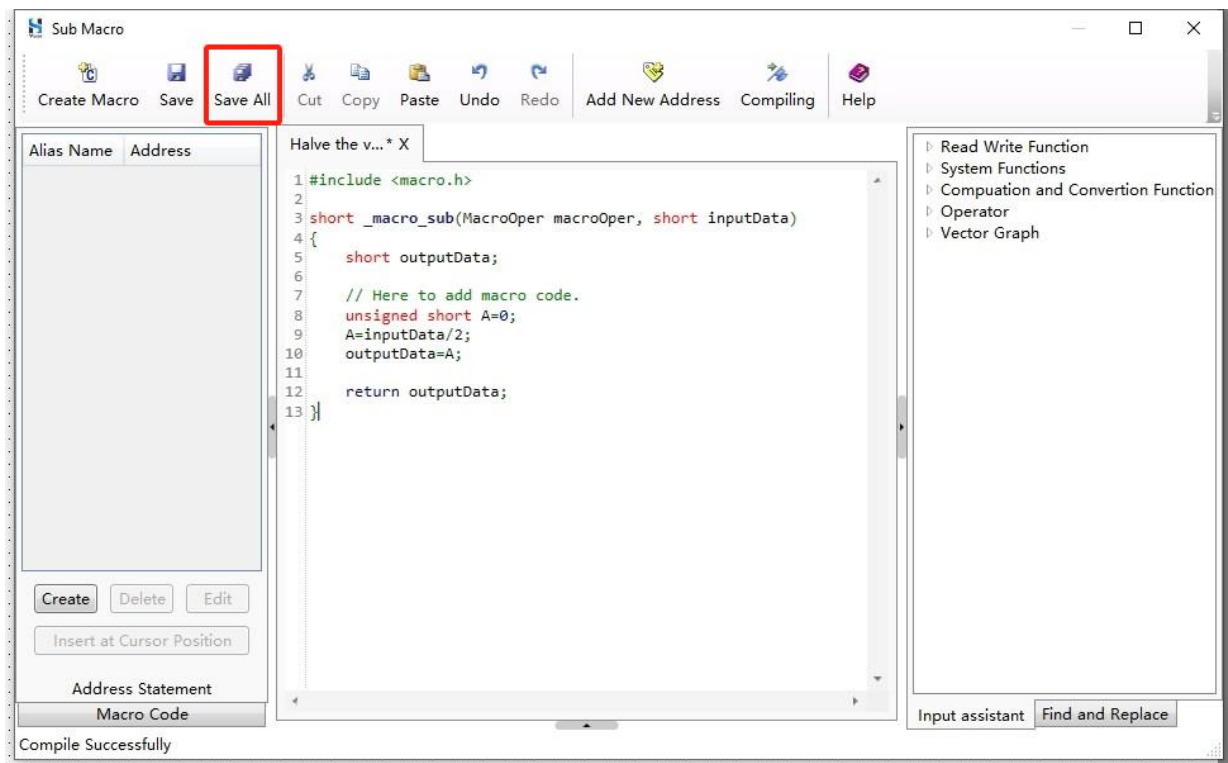 Sub Macro
Create Macro Save Save All Cut Copy Paste Undo Redo Add New Address Compiling Help
Alias Name Address
Halve the v...* X
1 #include <macro.h>
2
3 short _macro_sub(MacroOper macroOper, short inputData)
4 {
5 short outputData;
6
7 // Here to add macro code.
8 unsigned short A=0;
9 A=inputData/2;
10 outputData=A;
11
12 return outputData;
13 }
Read Write Function
System Functions
Compuation and Convertion Function
Operator
Vector Graph
Create Delete Edit
Insert at Cursor Position
Address Statement
Macro Code
Input assistant Find and Replace
Compile Successfully